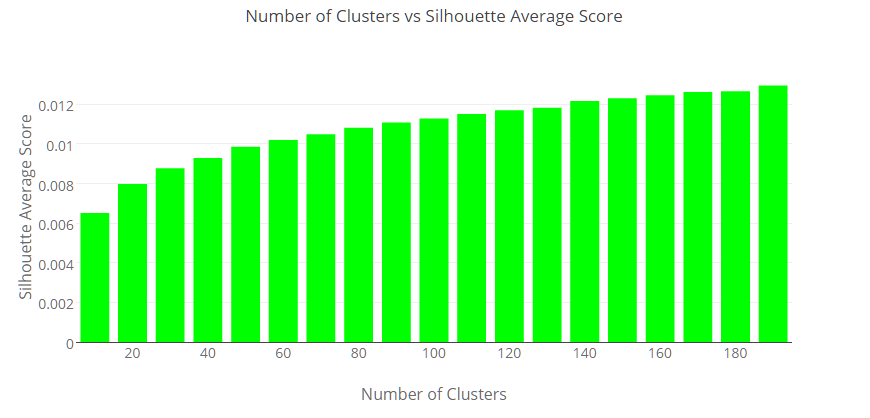 Number of Clusters vs Silhouette Average Score
Silhouette Average Score
0.012
0.01
0.008
0.006
0.004
0.002
0
20 40 60 80 100 120 140 160 180
Number of Clusters